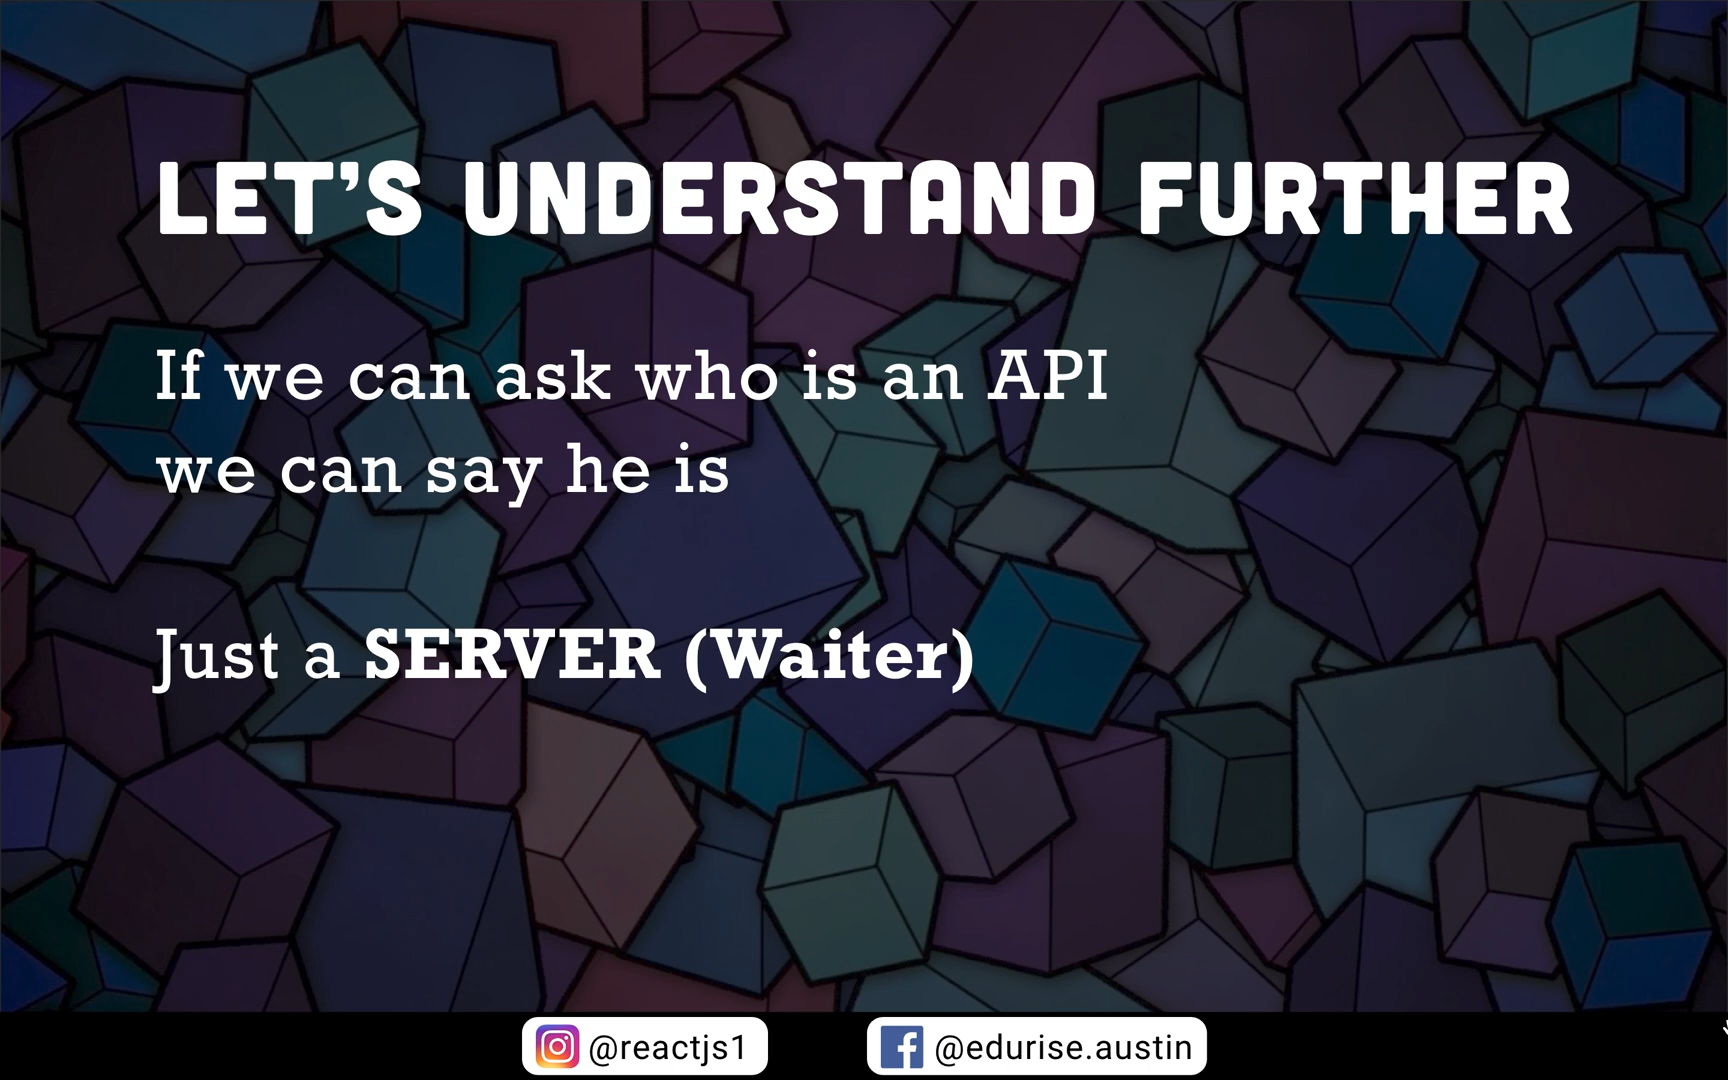 LET'S UNDERSTAND FURTHER
If we can ask who is an API
we can say he is
Just a SERVER (Waiter)
@reactjs1
@edurise.austin